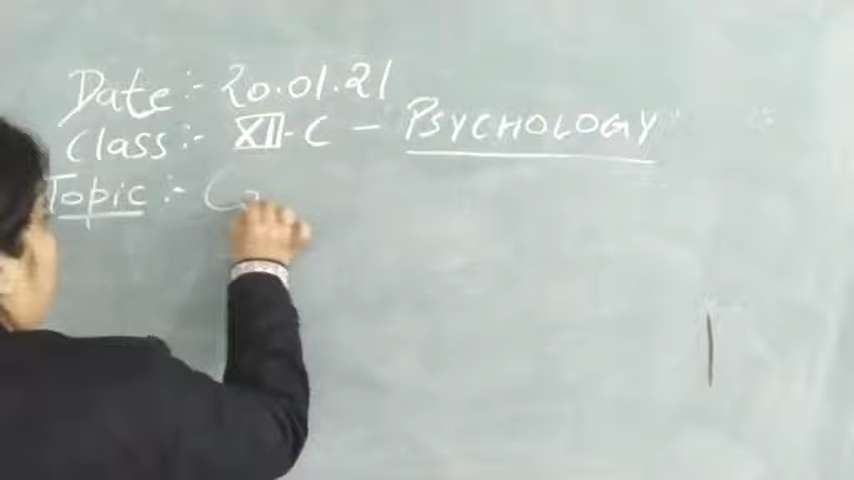 Date :- 20.01.21
Class :- XII - C - PSYCHOLOGY
Topic :-